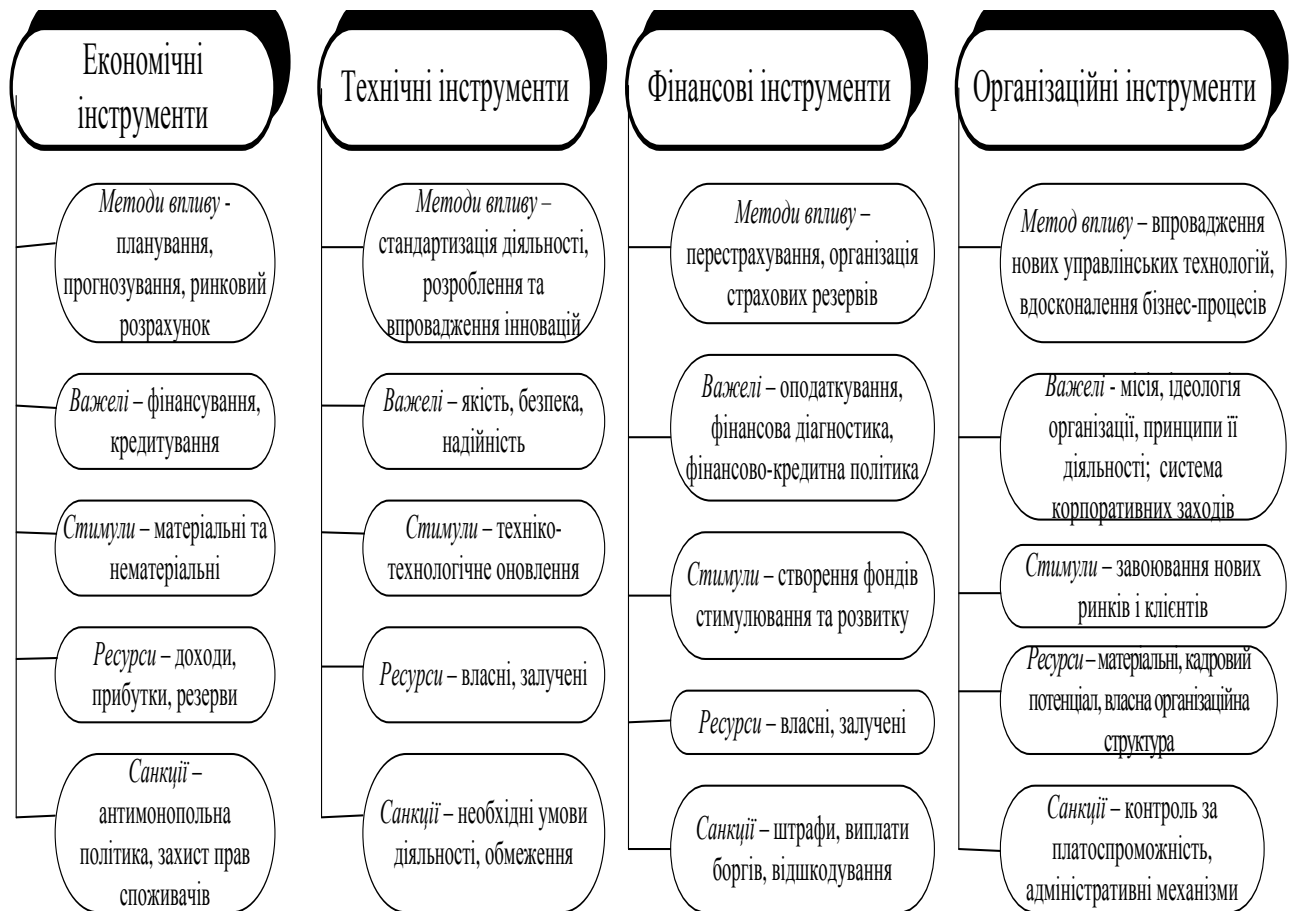 Економічні
інструменти
Методи впливу -
планування,
прогнозування, ринковий
розрахунок
Важелі – фінансування,
кредитування
Стимули – матеріальні та
нематеріальні
Ресурси – доходи,
прибутки, резерви
Санкції –
антимонопольна
політика, захист прав
споживачів
Технічні інструменти
Методи впливу –
стандартизація діяльності,
розроблення та
впровадження інновацій
Важелі – якість, безпека,
надійність
Стимули – техніко-
технологічне оновлення
Ресурси – власні, залучені
Санкції – необхідні умови
діяльності, обмеження
Фінансові інструменти
Методи впливу –
перестрахування, організація
страхових резервів
Важелі – оподаткування,
фінансова діагностика,
фінансово-кредитна політика
Стимули – створення фондів
стимулювання та розвитку
Ресурси – власні, залучені
Санкції – штрафи, виплати
боргів, відшкодування
Організаційні інструменти
Метод впливу – впровадження
нових управлінських технологій,
вдосконалення бізнес-процесів
Важелі - місія, ідеологія
організації, принципи її
діяльності; система
корпоративних заходів
Стимули – завоювання нових
ринків і клієнтів
Ресурси – матеріальні, кадровий
потенціал, власна організаційна
структура
Санкції – контроль за
платоспроможність,
адміністративні механізми